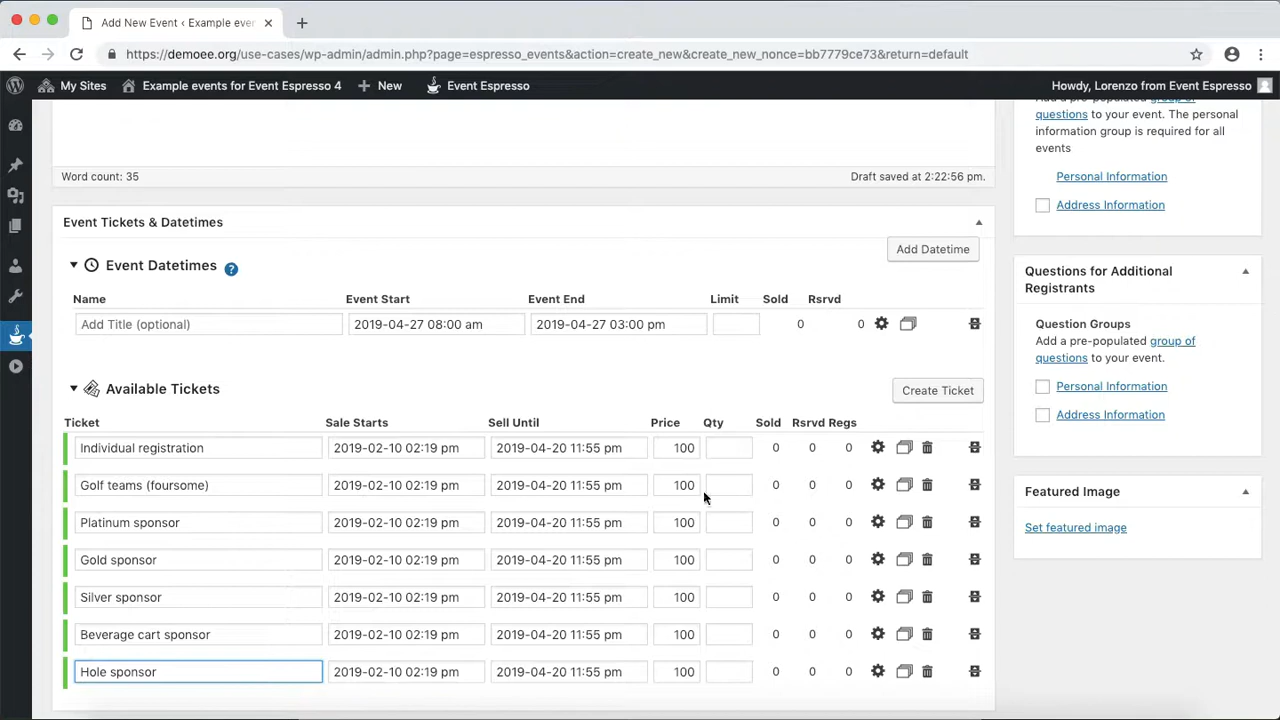 Add New Event ‹ Example even
https://demoee.org/use-cases/wp-admin/admin.php?page=espresso_events&action=create_new&create_new_nonce=bb7779ce73&return=default
My Sites Example events for Event Espresso 4 + New Event Espresso Howdy, Lorenzo from Event Espresso
Add a pre-populated group of
questions to your event. The personal
information group is required for all
events
Personal Information
Address Information
Word count: 35 Draft saved at 2:22:56 pm.
Event Tickets & Datetimes
Add Datetime
Event Datetimes ?
Name Event Start Event End Limit Sold Rsrvd
Add Title (optional) 2019-04-27 08:00 am 2019-04-27 03:00 pm 0 0
Available Tickets Create Ticket
Ticket Sale Starts Sell Until Price Qty Sold Rsrvd Regs
Individual registration 2019-02-10 02:19 pm 2019-04-20 11:55 pm 100 0 0 0
Golf teams (foursome) 2019-02-10 02:19 pm 2019-04-20 11:55 pm 100 0 0 0
Platinum sponsor 2019-02-10 02:19 pm 2019-04-20 11:55 pm 100 0 0 0
Gold sponsor 2019-02-10 02:19 pm 2019-04-20 11:55 pm 100 0 0 0
Silver sponsor 2019-02-10 02:19 pm 2019-04-20 11:55 pm 100 0 0 0
Beverage cart sponsor 2019-02-10 02:19 pm 2019-04-20 11:55 pm 100 0 0 0
Hole sponsor 2019-02-10 02:19 pm 2019-04-20 11:55 pm 100 0 0 0
Questions for Additional
Registrants
Question Groups
Add a pre-populated group of
questions to your event.
Personal Information
Address Information
Featured Image
Set featured image